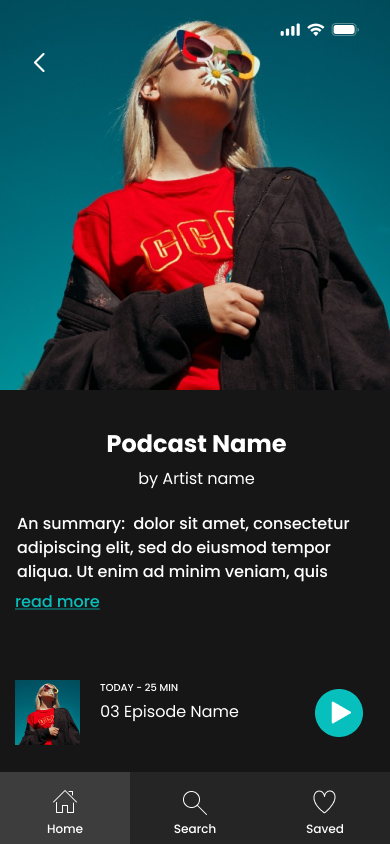 CCC
Podcast Name
by Artist name
An summary:  dolor sit amet, consectetur
adipiscing elit, sed do eiusmod tempor
aliqua. Ut enim ad minim veniam, quis
read more
TODAY - 25 MIN
03 Episode Name
Home
Search
Saved